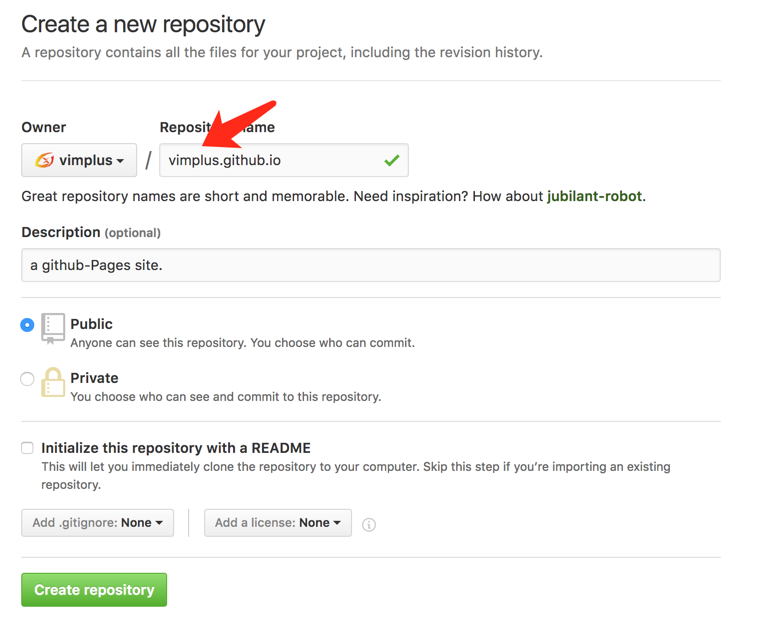 Create a new repository
A repository contains all the files for your project, including the revision history.
Owner
Reposit ame
vimplus / vimplus.github.io
Great repository names are short and memorable. Need inspiration? How about jubilant-robot.
Description (optional)
a github-Pages site.
Public
Anyone can see this repository. You choose who can commit.
Private
You choose who can see and commit to this repository.
Initialize this repository with a README
This will let you immediately clone the repository to your computer. Skip this step if you’re importing an existing
repository.
Add .gitignore: None Add a license: None
Create repository